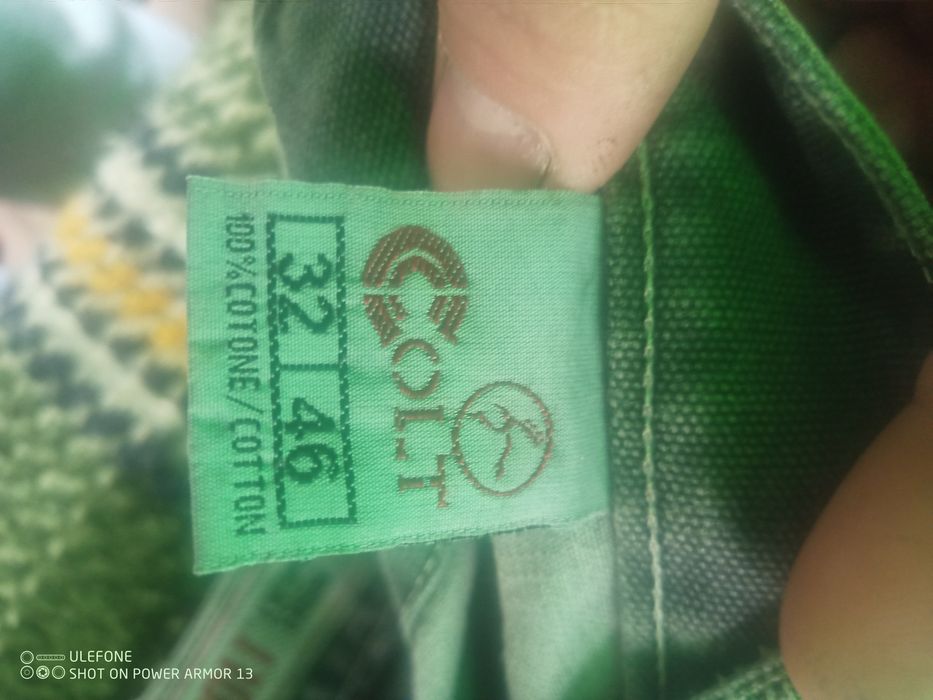 COLT
32 46
100%COTONE/COTTON
ULEFONE
SHOT ON POWER ARMOR 13